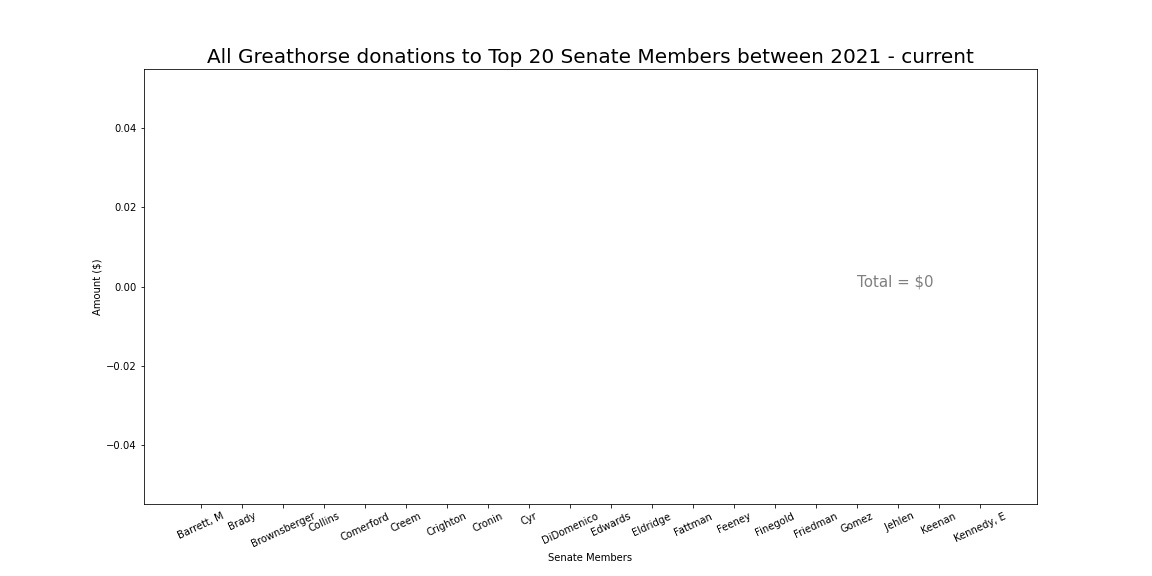 All Greathorse donations to Top 20 Senate Members between 2021 - current
0.04
0.02
0.00
−0.02
−0.04
Amount ($)
Total = $0
Barrett, M
Brady
Brownsberger
Collins
Comerford
Creem
Crighton
Cronin
Cyr
DiDomenico
Edwards
Eldridge
Fattman
Feeney
Finegold
Friedman
Gomez
Jehlen
Keenan
Kennedy, E
Senate Members